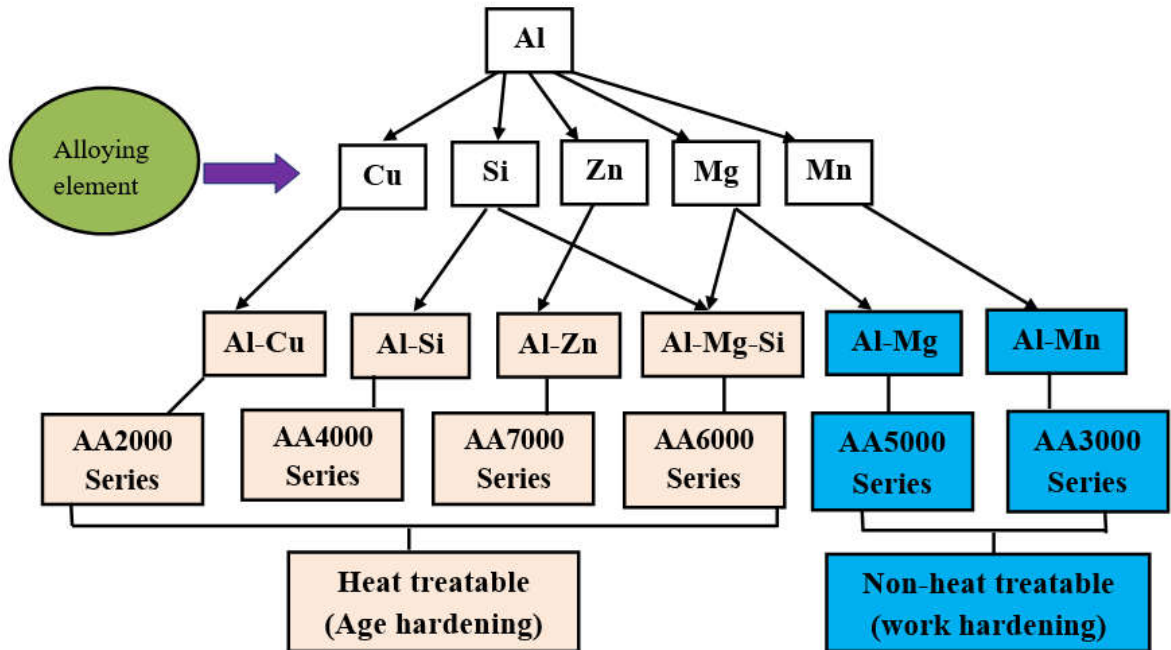 Al
Alloying
element
Cu
Si
Zn
Mg
Mn
Al-Cu
Al-Si
Al-Zn
Al-Mg-Si
Al-Mg
Al-Mn
AA2000
Series
AA4000
Series
AA7000
Series
AA6000
Series
AA5000
Series
AA3000
Series
Heat treatable
(Age hardening)
Non-heat treatable
(work hardening)